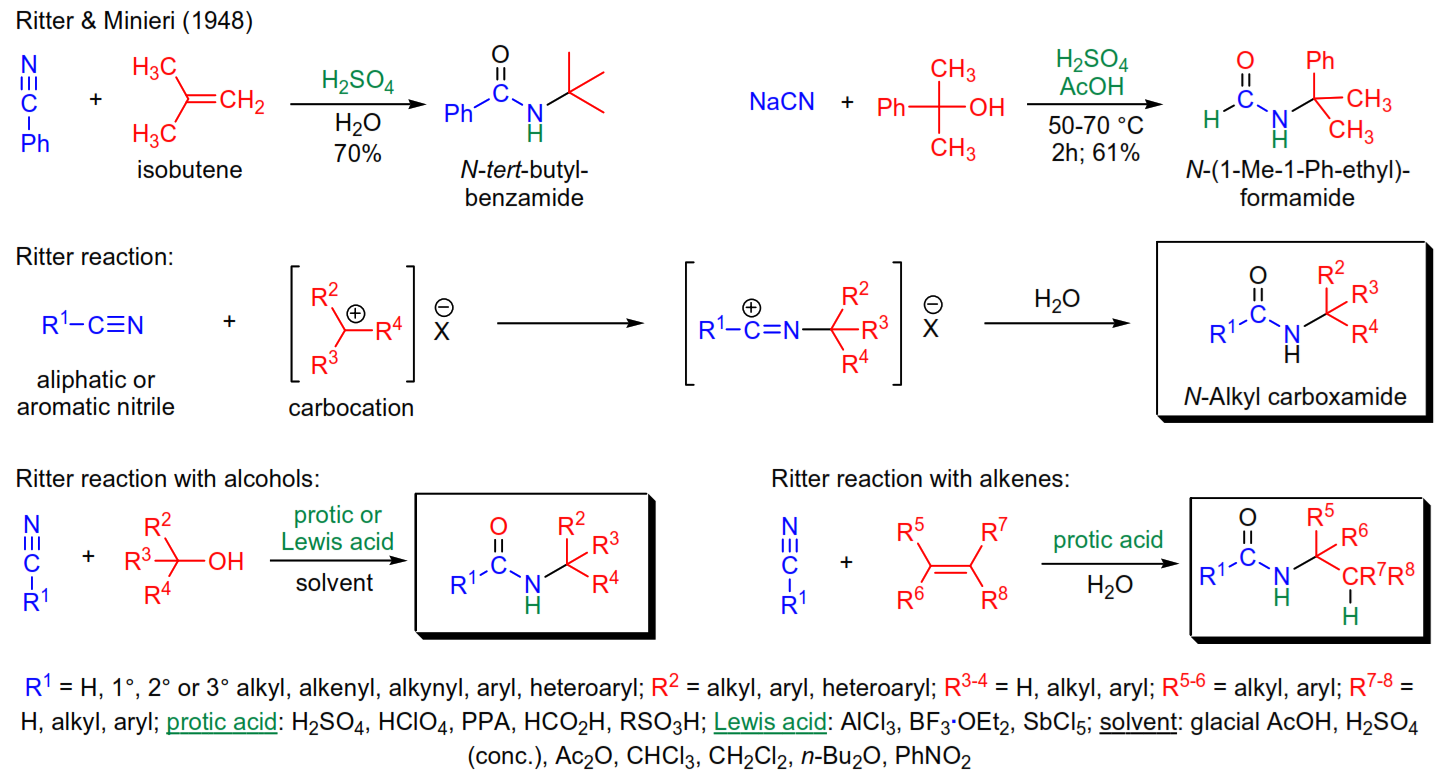 Ritter & Minieri (1948)
N
C
Ph
+
H₃C
H₃C
CH₂
isobutene
H₂SO₄
H₂O
70%
O
Ph
C
N
H
N-tert-butyl-
benzamide
NaCN
+
CH₃
Ph
OH
CH₃
H₂SO₄
AcOH
50-70 °C
2h; 61%
O
H
C
N
H
Ph
CH₃
CH₃
N-(1-Me-1-Ph-ethyl)-
formamide
Ritter reaction:
R¹–C≡N
aliphatic or
aromatic nitrile
+
R²
R⁴
R³
⊕
⊖
X
carbocation
R¹–C=N
⊕
R²
R³
R⁴
⊖
X
H₂O
O
R¹
C
N
H
R²
R³
R⁴
N-Alkyl carboxamide
Ritter reaction with alcohols:
N
C
R¹
+
R²
R³
OH
R⁴
protic or
Lewis acid
solvent
O
R¹
C
N
H
R²
R³
R⁴
Ritter reaction with alkenes:
N
C
R¹
+
R⁵
R⁷
R⁶
R⁸
protic acid
H₂O
O
R¹
C
N
H
R⁵
R⁶
CR⁷R⁸
H
R¹ = H, 1°, 2° or 3° alkyl, alkenyl, alkynyl, aryl, heteroaryl; R² = alkyl, aryl, heteroaryl; R³⁻⁴ = H, alkyl, aryl; R⁵⁻⁶ = alkyl, aryl; R⁷⁻⁸ =
H, alkyl, aryl; protic acid: H₂SO₄, HClO₄, PPA, HCO₂H, RSO₃H; Lewis acid: AlCl₃, BF₃·OEt₂, SbCl₅; solvent: glacial AcOH, H₂SO₄
(conc.), Ac₂O, CHCl₃, CH₂Cl₂, n-Bu₂O, PhNO₂